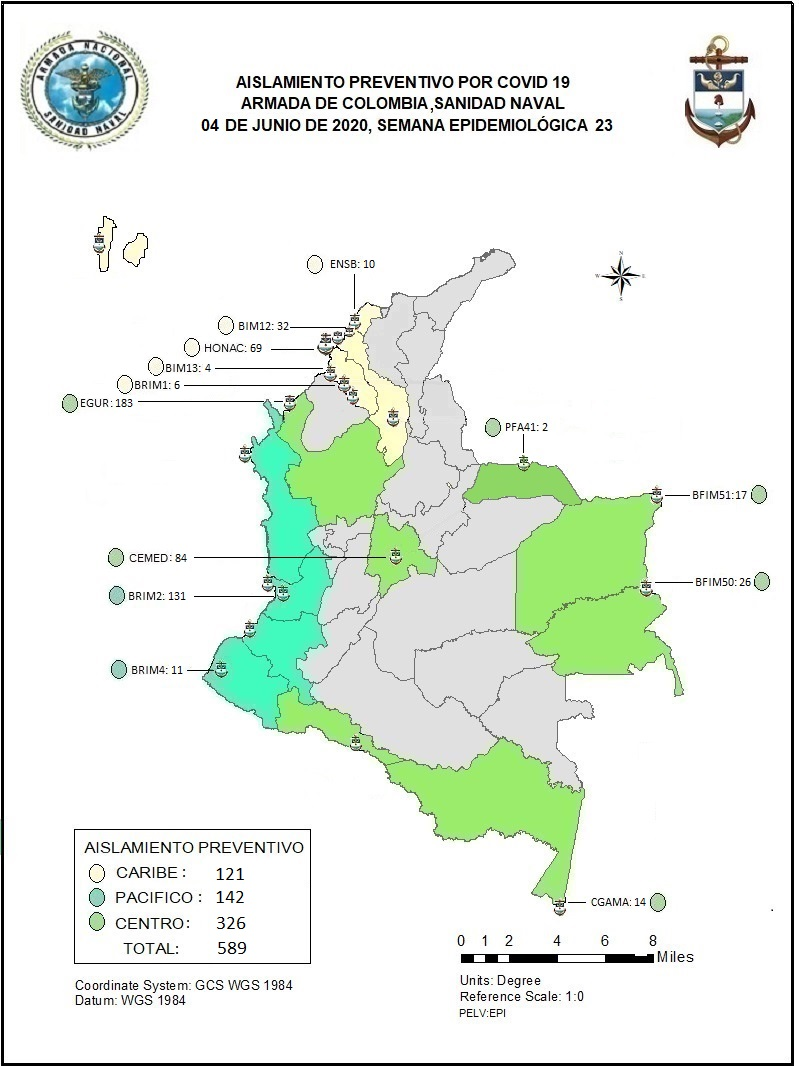 ARMADA NACIONAL
SANIDAD NAVAL
AISLAMIENTO PREVENTIVO POR COVID 19
ARMADA DE COLOMBIA,SANIDAD NAVAL
04 DE JUNIO DE 2020, SEMANA EPIDEMIOLÓGICA 23
N
W E
S
ENSB: 10
BIM12: 32
HONAC: 69
BIM13: 4
BRIM1: 6
EGUR: 183
PFA41: 2
BFIM51:17
CEMED: 84
BFIM50: 26
BRIM2: 131
BRIM4: 11
CGAMA: 14
AISLAMIENTO PREVENTIVO
CARIBE : 121
PACIFICO : 142
CENTRO: 326
TOTAL: 589
Coordinate System: GCS WGS 1984
Datum: WGS 1984
0 1 2 4 6 8
Miles
Units: Degree
Reference Scale: 1:0
PELV:EPI